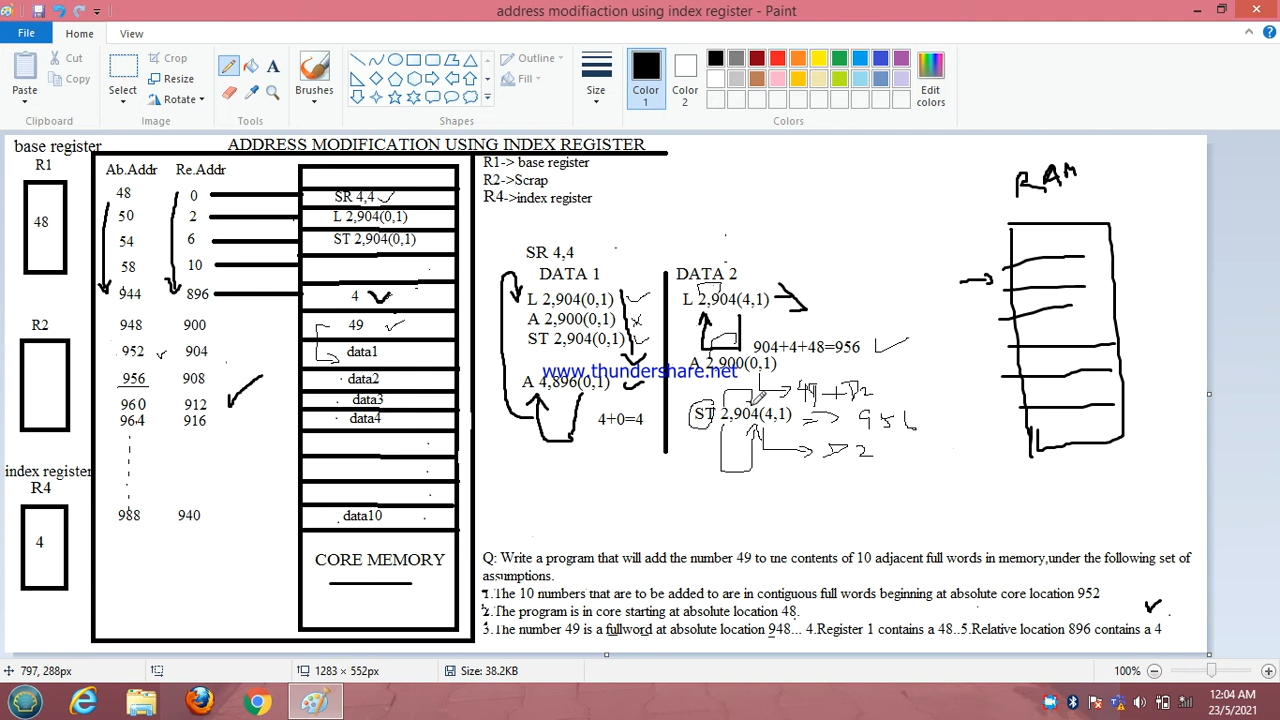 address modifiaction using index register - Paint
File
Home
View
Paste
Cut
Copy
Clipboard
Select
Crop
Resize
Rotate
Image
Tools
Brushes
Outline
Fill
Shapes
Size
Color 1
Color 2
Edit colors
Colors
base register
R1
48
R2
index register
R4
4
ADDRESS MODIFICATION USING INDEX REGISTER
Ab.Addr Re.Addr
48 0 SR 4,4
50 2 L 2,904(0,1)
54 6 ST 2,904(0,1)
58 10
944 896 4
948 900 49
952 904 data1
956 908 data2
960 912 data3
964 916 data4
988 940 data10
CORE MEMORY
R1-> base register
R2->Scrap
R4->index register
SR 4,4
DATA 1
L 2,904(0,1)
A 2,900(0,1)
ST 2,904(0,1)
A 4,896(0,1)
4+0=4
DATA 2
L 2,904(4,1)
904+4+48=956
A 2,900(0,1)
49+D2
ST 2,904(4,1)
956
D2
www.thundershare.net
RAM
Q: Write a program that will add the number 49 to the contents of 10 adjacent full words in memory,under the following set of
assumptions.
1.The 10 numbers that are to be added to are in contiguous full words beginning at absolute core location 952
2.The program is in core starting at absolute location 48.
3.The number 49 is a fullword at absolute location 948... 4.Register 1 contains a 48..5.Relative location 896 contains a 4
797, 288px
1283 × 552px
Size: 38.2KB
100%
12:04 AM
23/5/2021